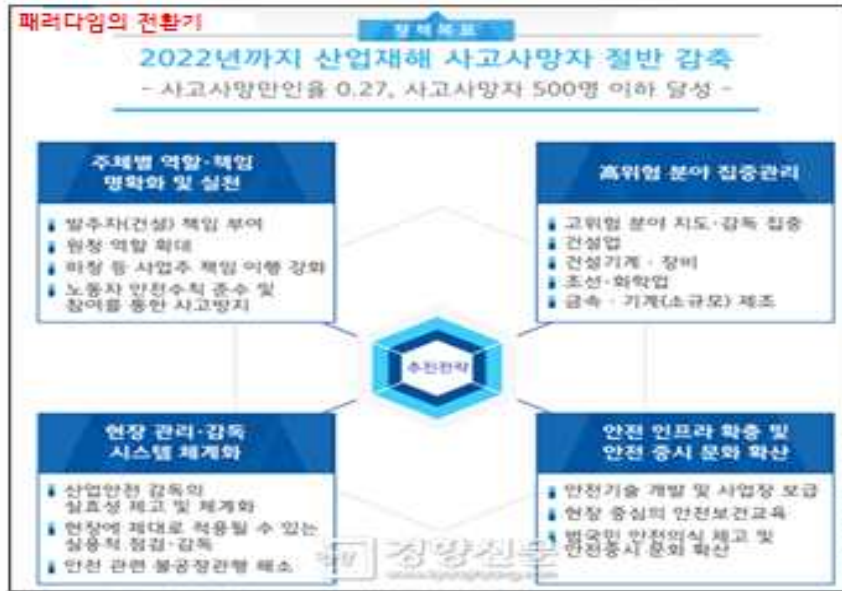 패러다임의 전환기
정책목표
2022년까지 산업재해 사고사망자 절반 감축
- 사고사망만인율 0.27, 사고사망자 500명 이하 달성 -
주체별 역할·책임
명확화 및 실천
발주자(건설) 책임 부여
원청 역할 확대
하청 등 사업주 책임 이행 강화
노동자 안전수칙 준수 및
참여를 통한 사고방지
高위험 분야 집중관리
고위험 분야 지도·감독 집중
건설업
건설기계·장비
조선·화학업
금속·기계(소규모) 제조
추진전략
현장 관리·감독
시스템 체계화
산업안전 감독의
실효성 제고 및 체계화
현장에 제대로 적용될 수 있는
실용적 점검·감독
안전 관련 불공정관행 해소
안전 인프라 확충 및
안전 중시 문화 확산
안전기술 개발 및 사업장 보급
현장 중심의 안전보건교육
범국민 안전의식 제고 및
안전중시 문화 확산
경향신문